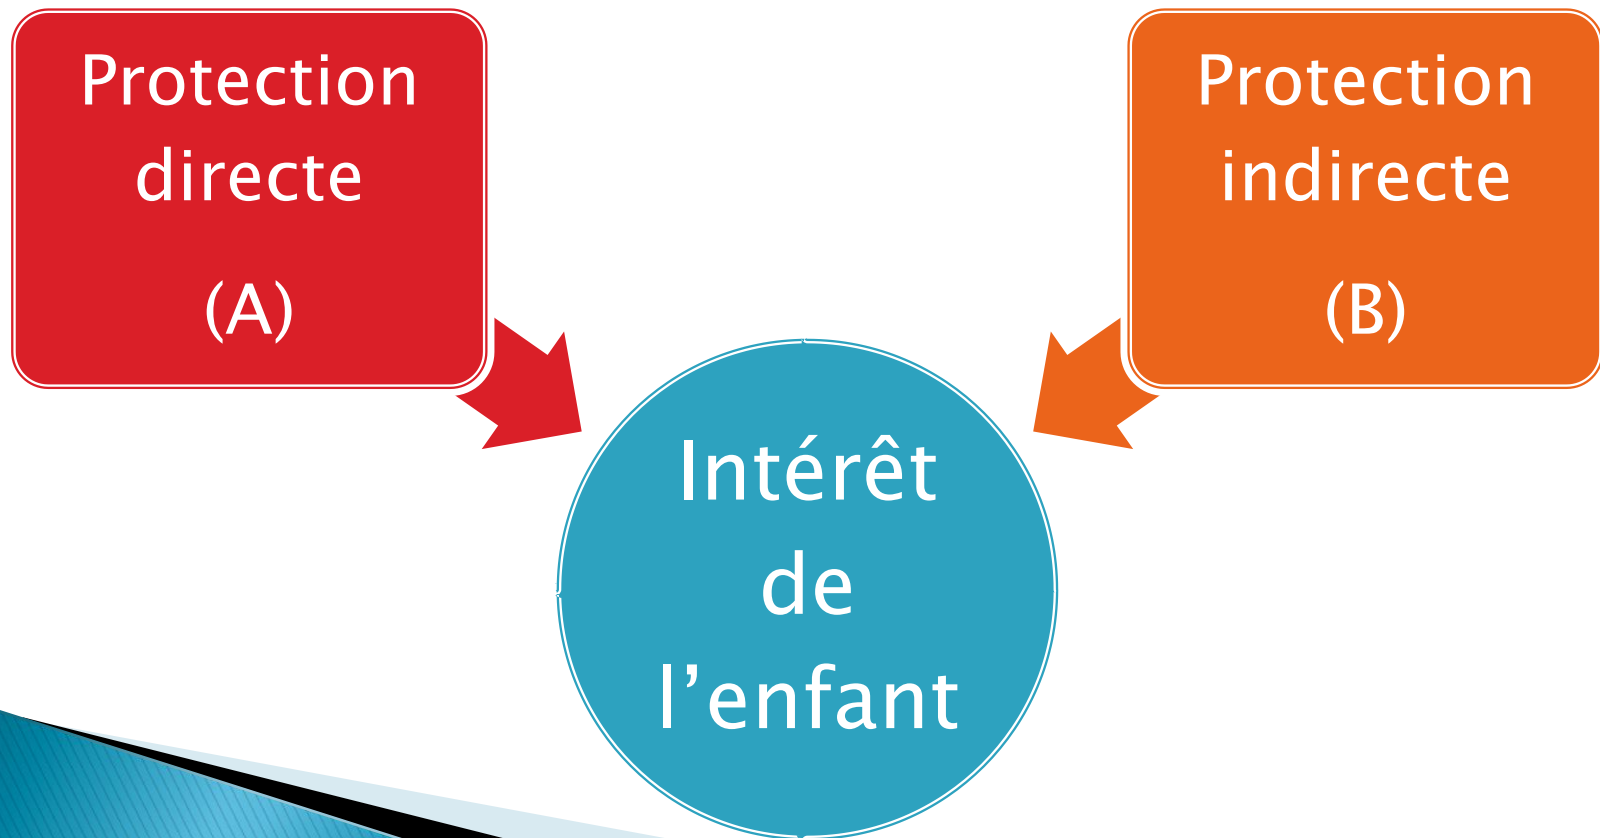 Protection
directe
(A)
Protection
indirecte
(B)
Intérêt
de
l’enfant